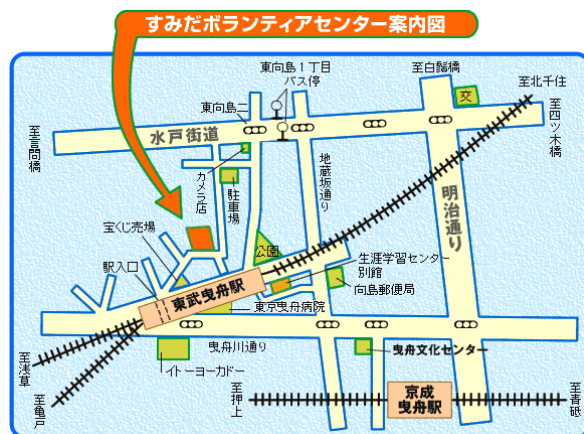 すみだボランティアセンター案内図
東向島1丁目
バス停
至白鬚橋
至北千住
東向島二
交
水戸街道
至言問橋
至四ツ木橋
カメラ店
駐車場
地蔵坂通り
明治通り
宝くじ売場
公園
生涯学習センター
別館
駅入口
東武曳舟駅
向島郵便局
東京曳舟病院
曳舟川通り
曳舟文化センター
イトーヨーカドー
至浅草
至亀戸
至押上
京成
曳舟駅
至青砥